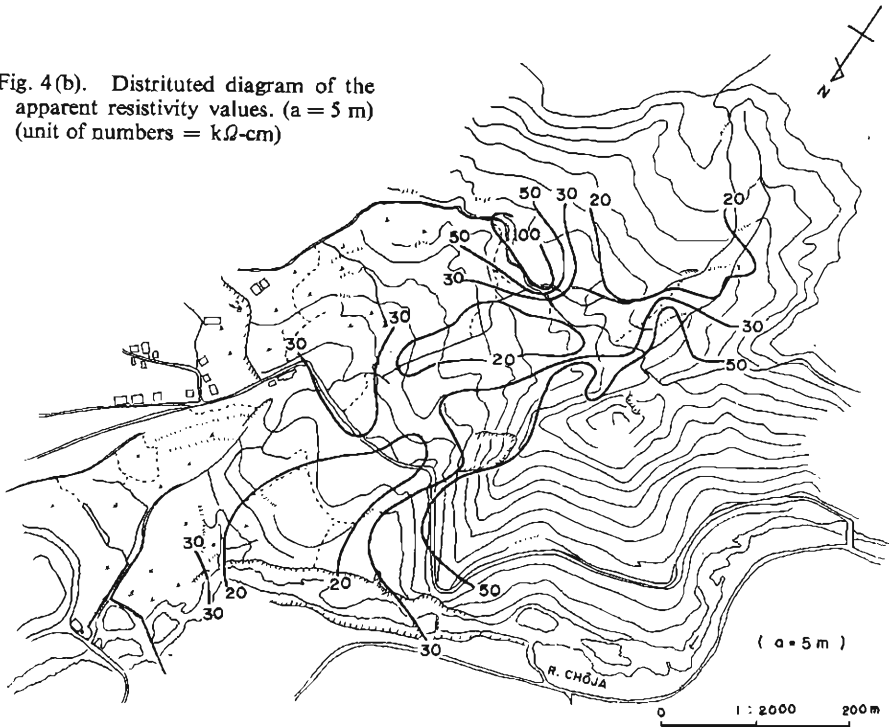 Fig. 4(b). Distrituted diagram of the
apparent resistivity values. (a = 5 m)
(unit of numbers = kΩ-cm)
N
50 30 20 20
50 100
30
30 30
30
20 50
30
20 50
20
30
30
( a = 5 m )
R. CHŌJA
0 1 : 2000 200 m